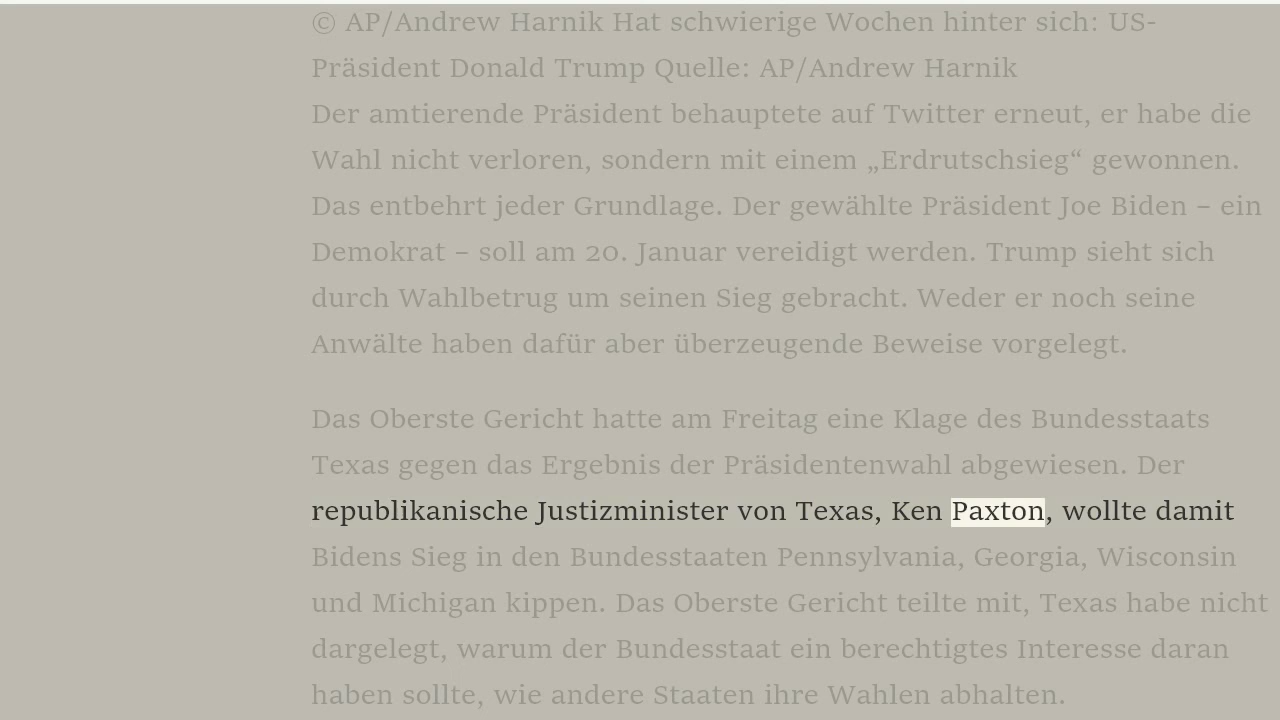 © AP/Andrew Harnik Hat schwierige Wochen hinter sich: US-
Präsident Donald Trump Quelle: AP/Andrew Harnik
Der amtierende Präsident behauptete auf Twitter erneut, er habe die
Wahl nicht verloren, sondern mit einem „Erdrutschsieg“ gewonnen.
Das entbehrt jeder Grundlage. Der gewählte Präsident Joe Biden – ein
Demokrat – soll am 20. Januar vereidigt werden. Trump sieht sich
durch Wahlbetrug um seinen Sieg gebracht. Weder er noch seine
Anwälte haben dafür aber überzeugende Beweise vorgelegt.
Das Oberste Gericht hatte am Freitag eine Klage des Bundesstaats
Texas gegen das Ergebnis der Präsidentenwahl abgewiesen. Der
republikanische Justizminister von Texas, Ken Paxton, wollte damit
Bidens Sieg in den Bundesstaaten Pennsylvania, Georgia, Wisconsin
und Michigan kippen. Das Oberste Gericht teilte mit, Texas habe nicht
dargelegt, warum der Bundesstaat ein berechtigtes Interesse daran
haben sollte, wie andere Staaten ihre Wahlen abhalten.